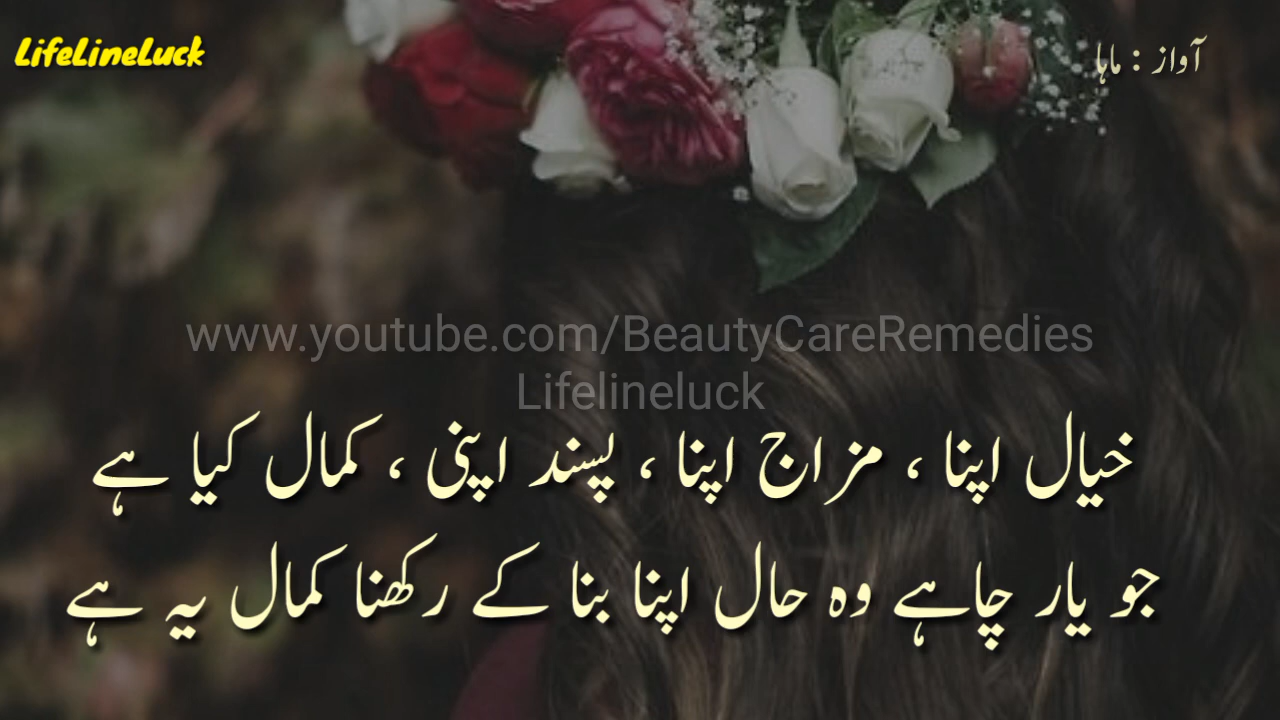 LifeLineLuck
آواز : ماہا
www.youtube.com/BeautyCareRemedies
Lifelineluck
خیال اپنا ، مزاج اپنا ، پسند اپنی ، کمال کیا ہے
جو یار چاہے وہ حال اپنا بنا کے رکھنا کمال یہ ہے